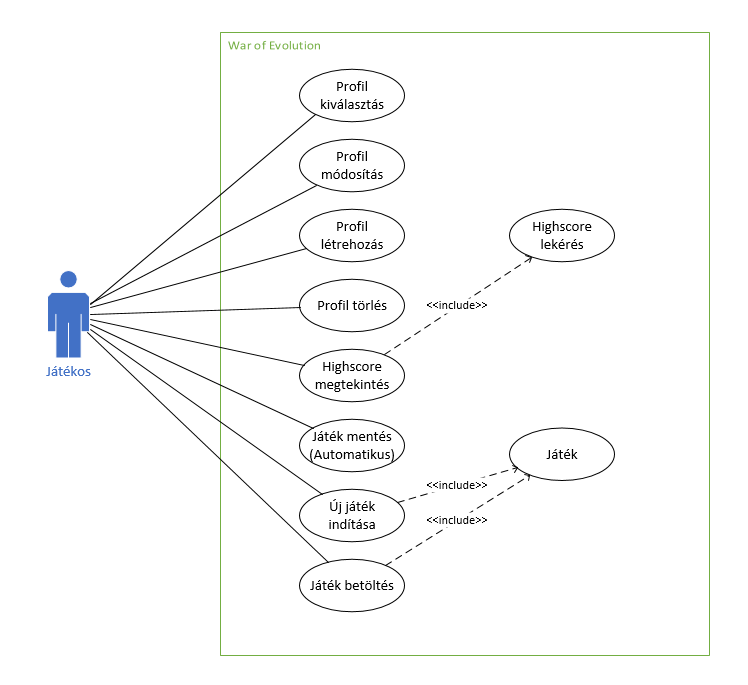 War of Evolution
Profil
kiválasztás
Profil
módosítás
Profil
létrehozás
Highscore
lekérés
Profil törlés
<<include>>
Játékos
Highscore
megtekintés
Játék mentés
(Automatikus)
Játék
<<include>>
Új játék
indítása
<<include>>
Játék betöltés